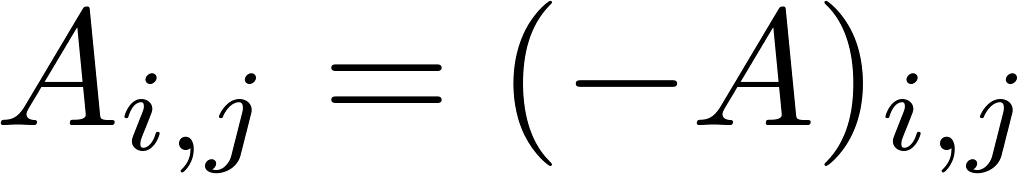 $A_{i,j} = (-A)_{i,j}$